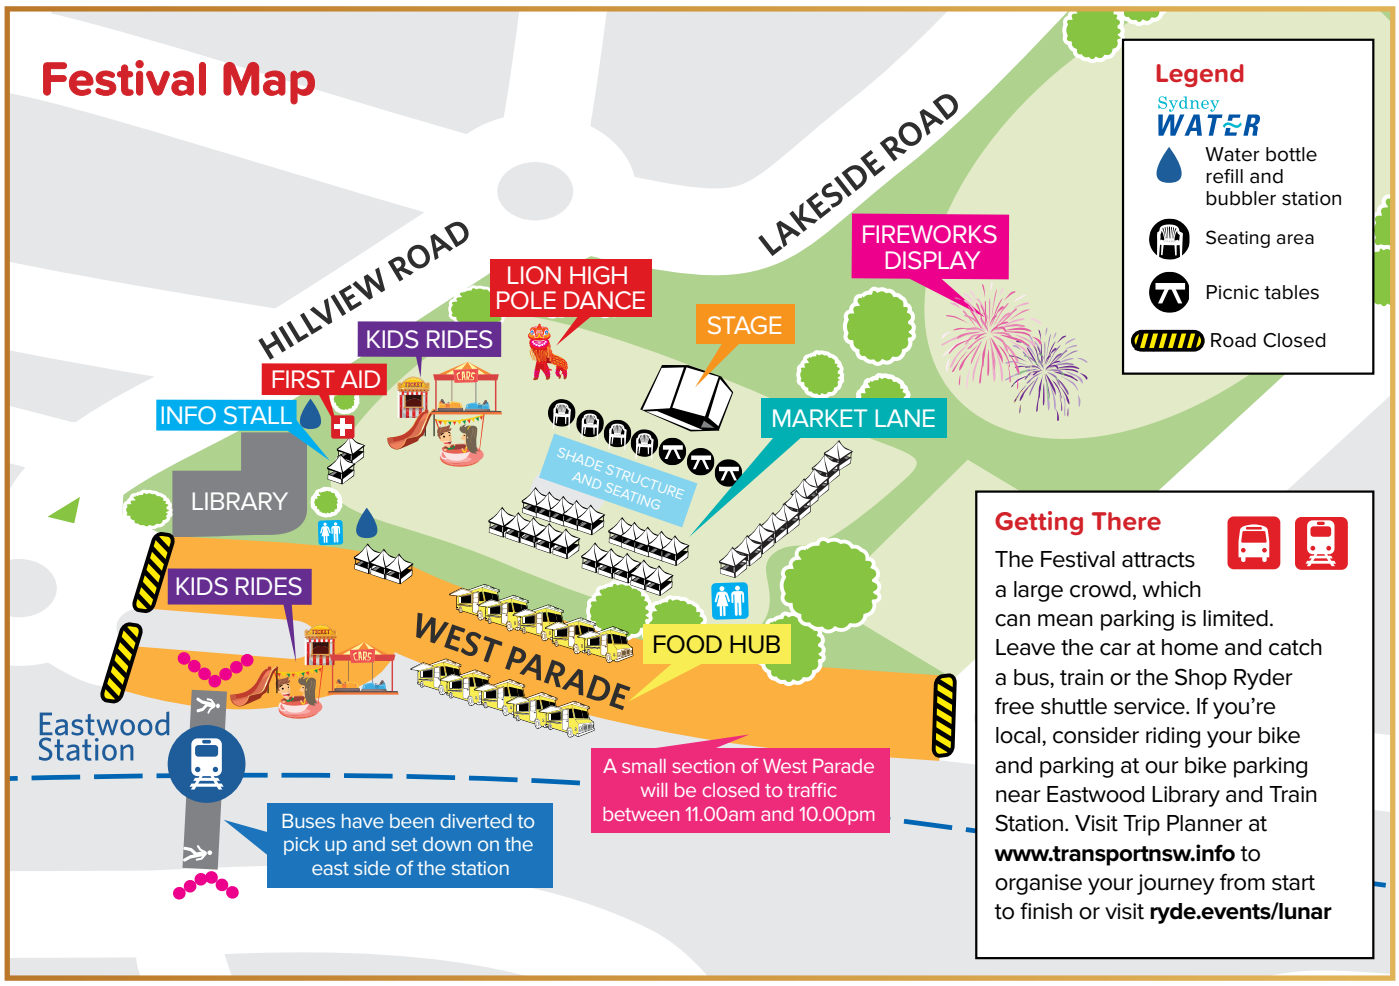 Festival Map
HILLVIEW ROAD
LAKESIDE ROAD
FIREWORKS
DISPLAY
LION HIGH
POLE DANCE
STAGE
KIDS RIDES
TICKET
CARS
FIRST AID
INFO STALL
MARKET LANE
SHADE STRUCTURE
AND SEATING
LIBRARY
KIDS RIDES
TICKET
CARS
WEST PARADE
FOOD HUB
Eastwood
Station
A small section of West Parade
will be closed to traffic
between 11.00am and 10.00pm
Buses have been diverted to
pick up and set down on the
east side of the station
Legend
Sydney
WATER
Water bottle
refill and
bubbler station
Seating area
Picnic tables
Road Closed
Getting There
The Festival attracts
a large crowd, which
can mean parking is limited.
Leave the car at home and catch
a bus, train or the Shop Ryder
free shuttle service. If you're
local, consider riding your bike
and parking at our bike parking
near Eastwood Library and Train
Station. Visit Trip Planner at
www.transportnsw.info to
organise your journey from start
to finish or visit ryde.events/lunar